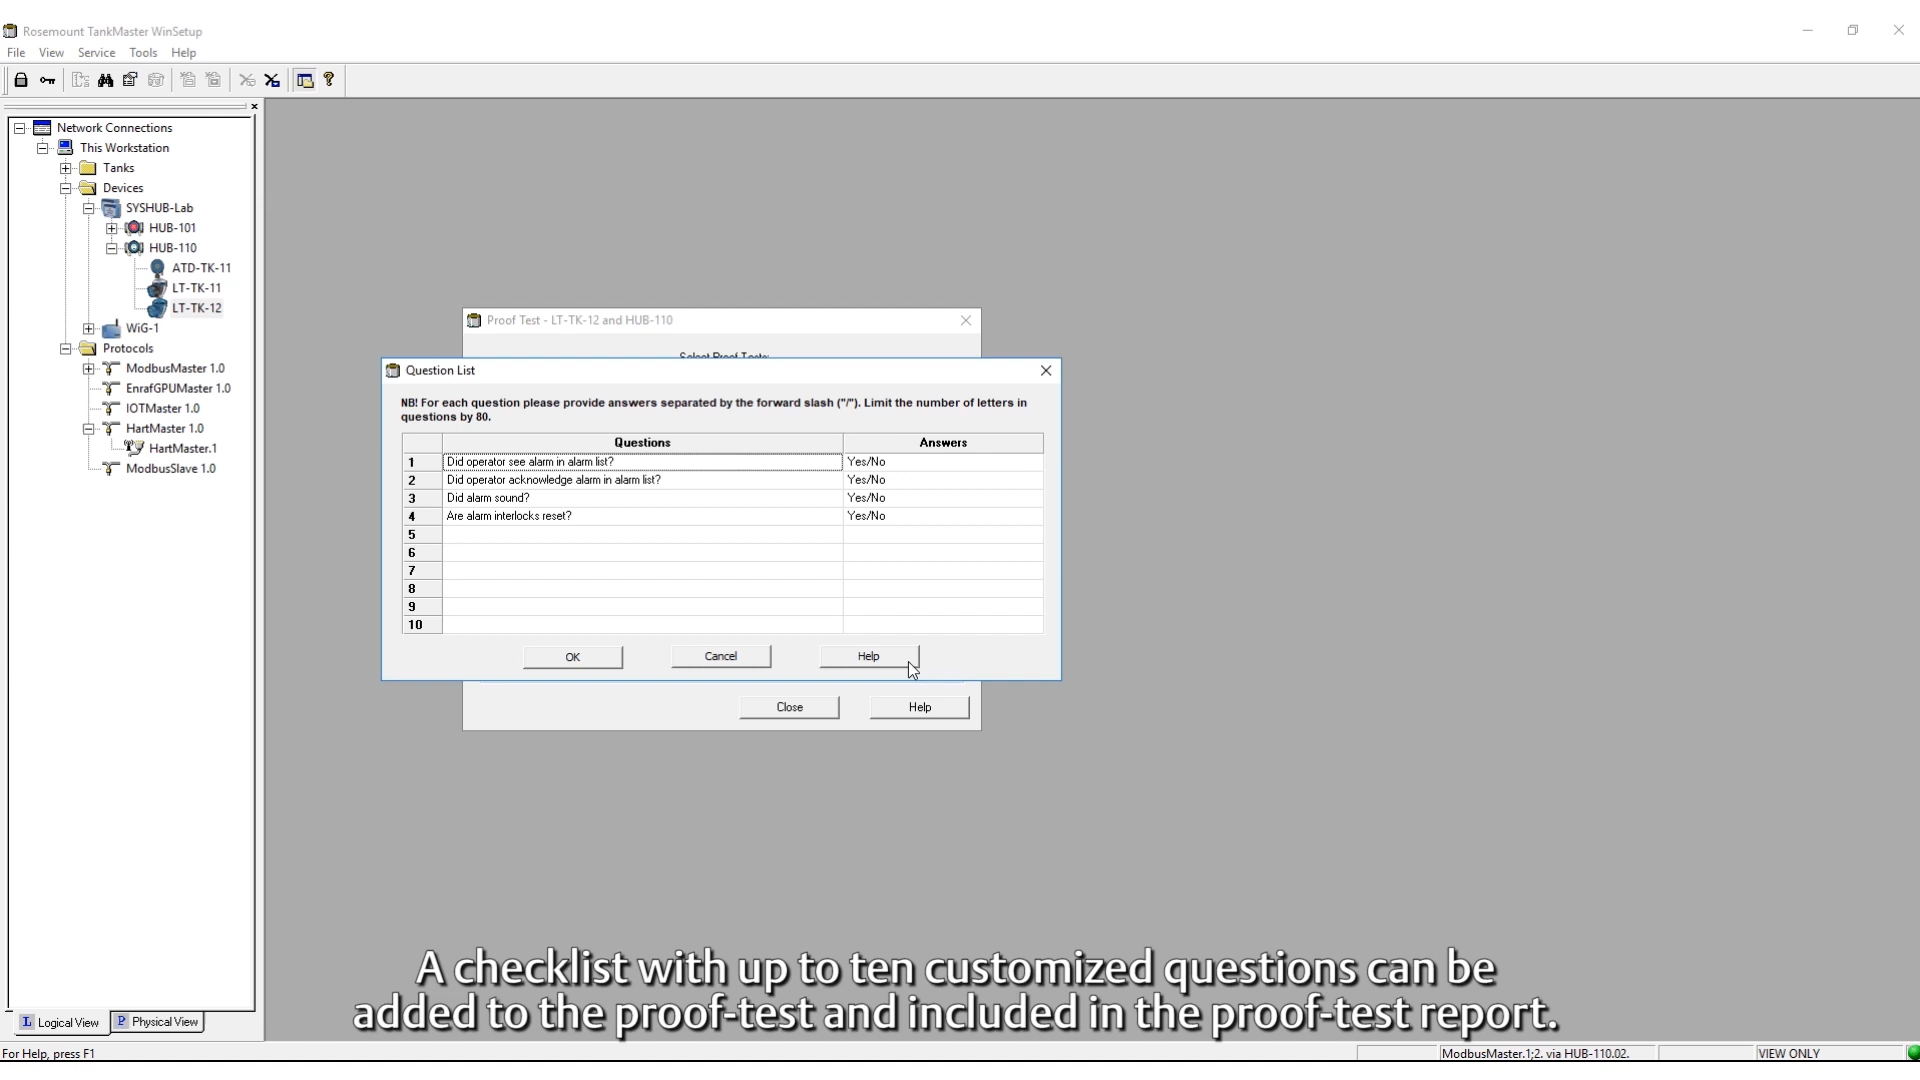 Rosemount TankMaster WinSetup
File View Service Tools Help
Network Connections
This Workstation
Tanks
Devices
SYSHUB-Lab
HUB-101
HUB-110
ATD-TK-11
LT-TK-11
LT-TK-12
WiG-1
Protocols
ModbusMaster 1.0
EnrafGPUMaster 1.0
IOTMaster 1.0
HartMaster 1.0
HartMaster.1
ModbusSlave 1.0
L Logical View P Physical View
Proof Test - LT-TK-12 and HUB-110
Select Proof Tests:
Question List
NB! For each question please provide answers separated by the forward slash ("/"). Limit the number of letters in
questions by 80.
Questions Answers
1 Did operator see alarm in alarm list? Yes/No
2 Did operator acknowledge alarm in alarm list? Yes/No
3 Did alarm sound? Yes/No
4 Are alarm interlocks reset? Yes/No
5
6
7
8
9
10
OK Cancel Help
Close Help
A checklist with up to ten customized questions can be
added to the proof-test and included in the proof-test report.
For Help, press F1 ModbusMaster.1;2. via HUB-110.02. VIEW ONLY